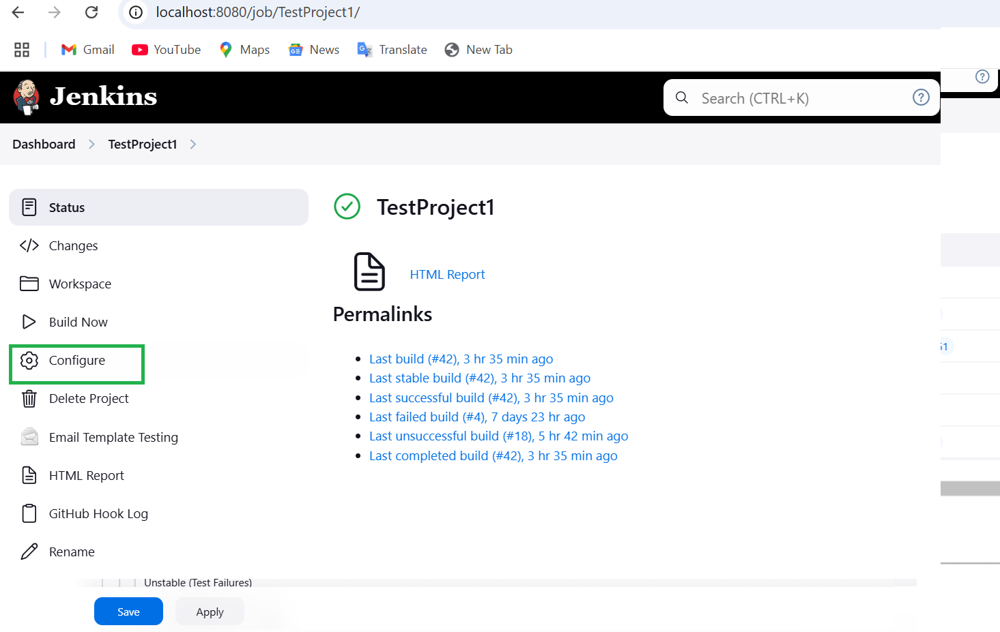 localhost:8080/job/TestProject1/
Gmail YouTube Maps News Translate New Tab
Jenkins
Search (CTRL+K)
Dashboard TestProject1
Status
Changes
Workspace
Build Now
Configure
Delete Project
Email Template Testing
HTML Report
GitHub Hook Log
Rename
TestProject1
HTML Report
Permalinks
Last build (#42), 3 hr 35 min ago
Last stable build (#42), 3 hr 35 min ago
Last successful build (#42), 3 hr 35 min ago
Last failed build (#4), 7 days 23 hr ago
Last unsuccessful build (#18), 5 hr 42 min ago
Last completed build (#42), 3 hr 35 min ago
Unstable (Test Failures)
Save Apply